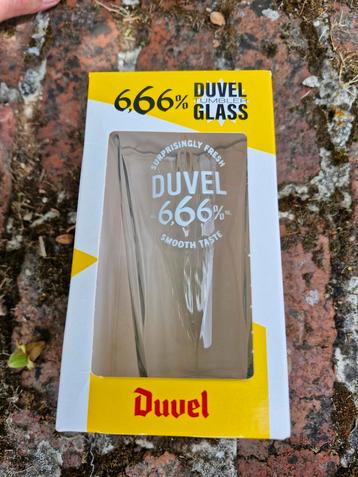 6,66% DUVEL
TUMBLER
GLASS
SURPRISINGLY FRESH
DUVEL
6,66%
SMOOTH TASTE
Duvel